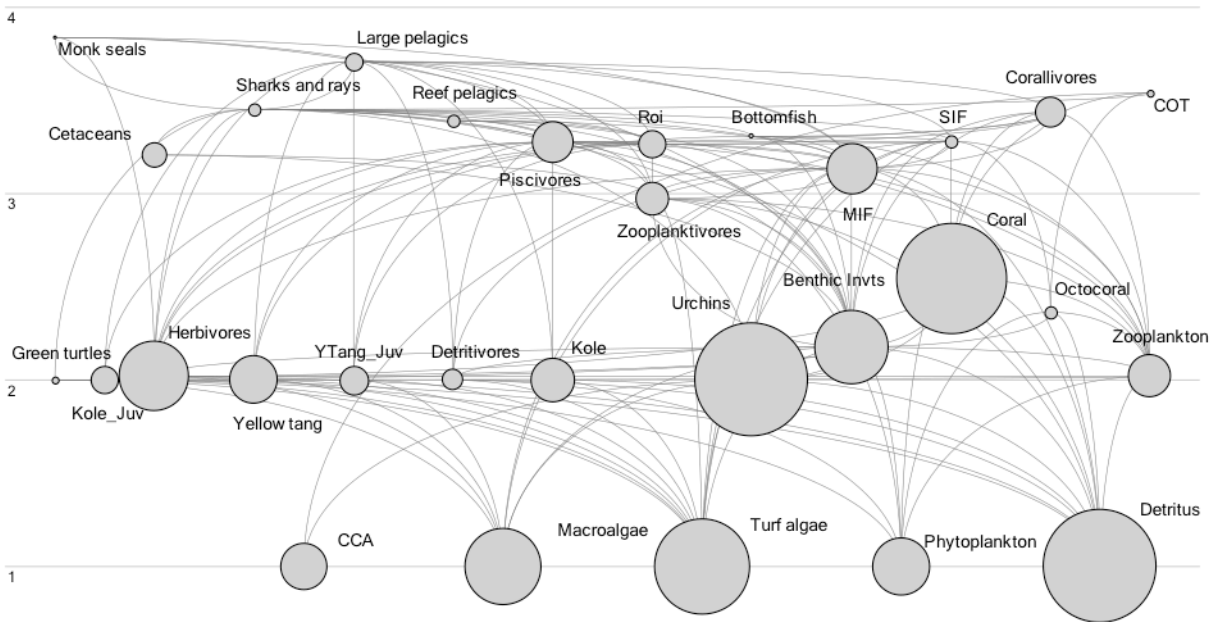 4
Monk seals
Large pelagics
Sharks and rays
Reef pelagics
Corallivores
COT
Cetaceans
Roi
Bottomfish
SIF
Piscivores
3
Zooplanktivores
MIF
Coral
Urchins
Benthic Invts
Octocoral
Herbivores
Green turtles
YTang_Juv
Detritivores
Kole
Zooplankton
2
Kole_Juv
Yellow tang
CCA
Macroalgae
Turf algae
Phytoplankton
Detritus
1